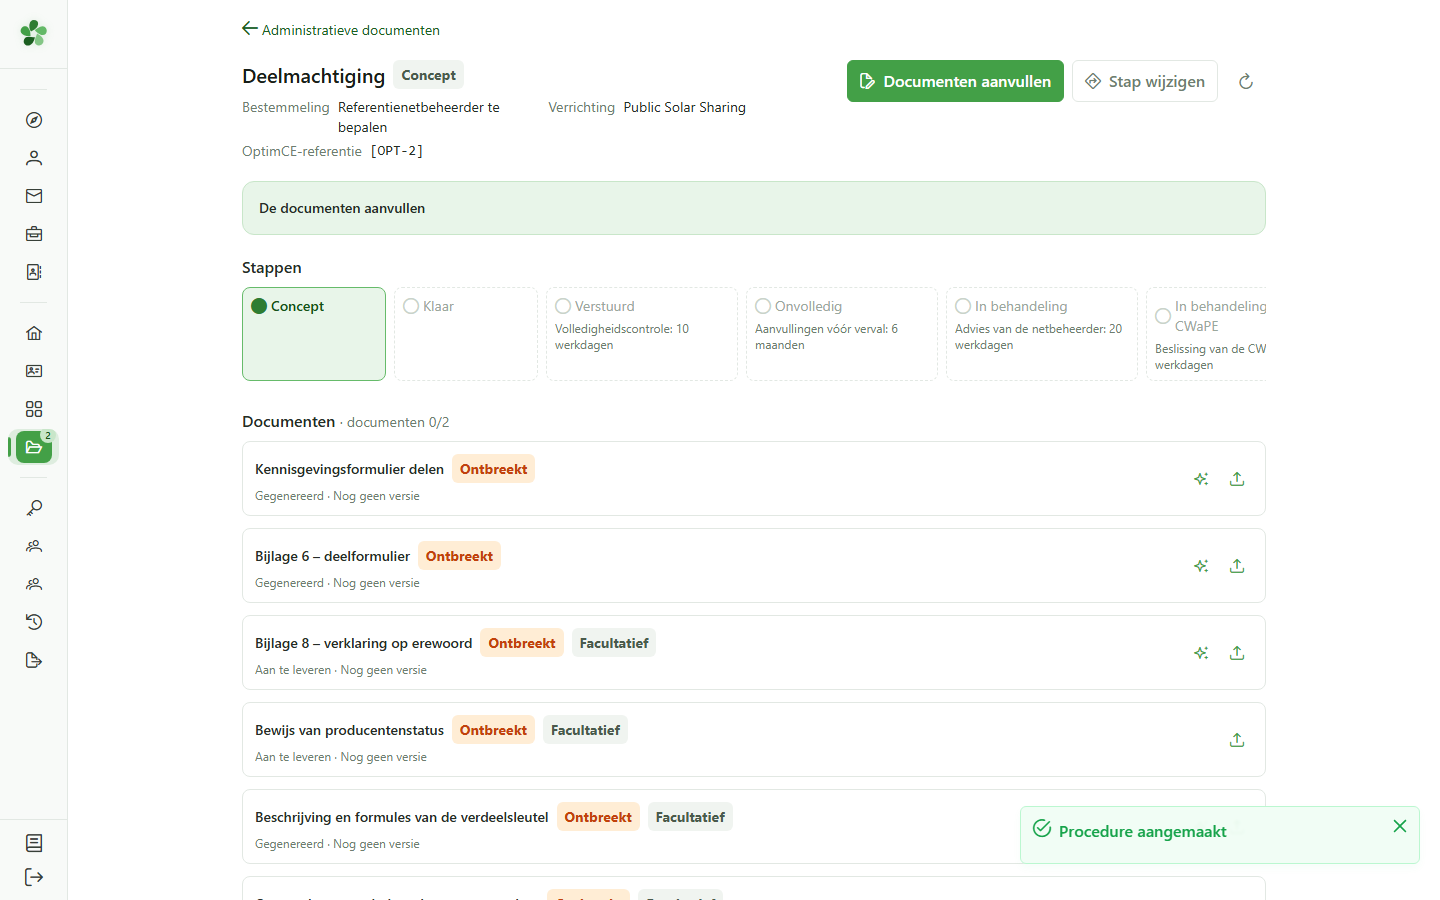 Administratieve documenten
Deelmachtiging Concept
Documenten aanvullen
Stap wijzigen
Bestemmeling Referentienetbeheerder te bepalen
Verrichting Public Solar Sharing
OptimCE-referentie [OPT-2]
De documenten aanvullen
Stappen
Concept
Klaar
Verstuurd
Volledigheidscontrole: 10
werkdagen
Onvolledig
Aanvullingen vóór verval: 6
maanden
In behandeling
Advies van de netbeheerder: 20
werkdagen
In behandeling
CWaPE
Beslissing van de CW
werkdagen
2
Documenten · documenten 0/2
Kennisgevingsformulier delen Ontbreekt
Gegenereerd · Nog geen versie
Bijlage 6 – deelformulier Ontbreekt
Gegenereerd · Nog geen versie
Bijlage 8 – verklaring op erewoord Ontbreekt Facultatief
Aan te leveren · Nog geen versie
Bewijs van producentenstatus Ontbreekt Facultatief
Aan te leveren · Nog geen versie
Beschrijving en formules van de verdeelsleutel Ontbreekt Facultatief
Gegenereerd · Nog geen versie
Procedure aangemaakt